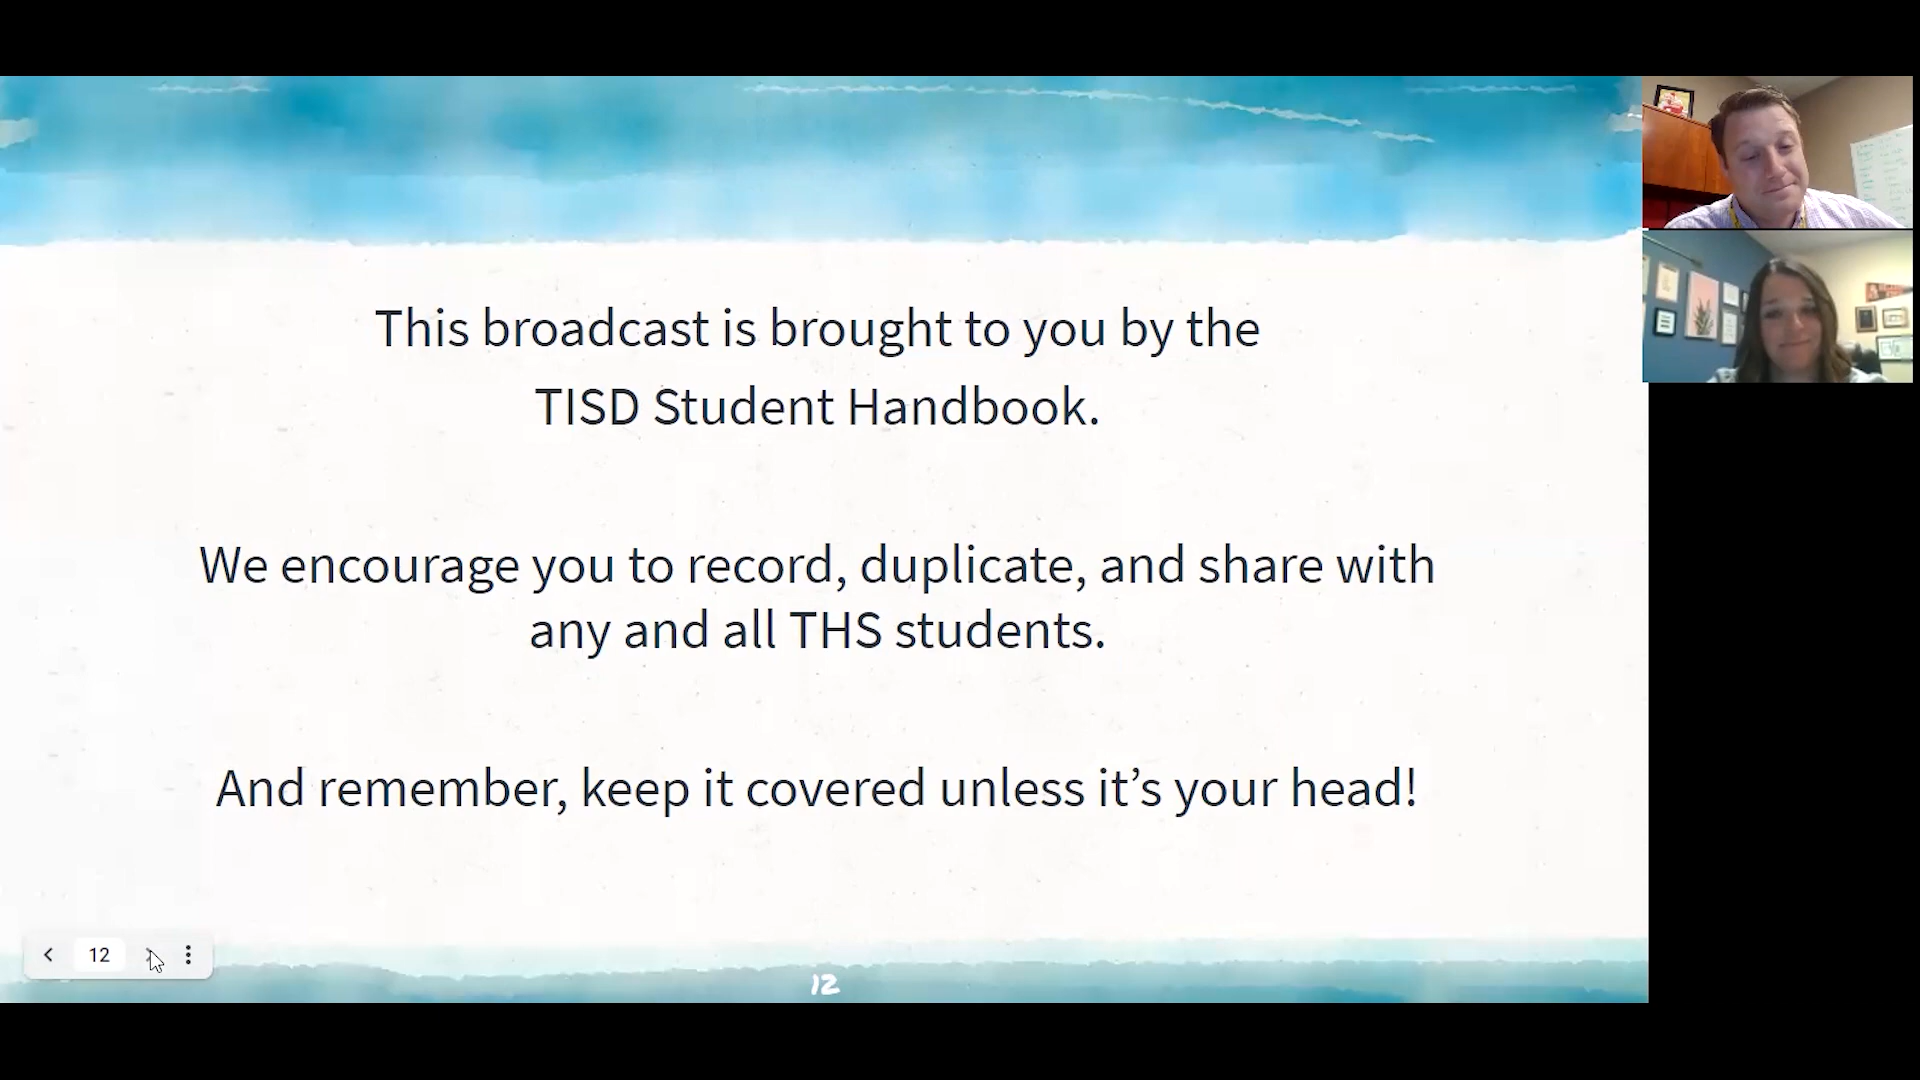 This broadcast is brought to you by the
TISD Student Handbook.
We encourage you to record, duplicate, and share with
any and all THS students.
And remember, keep it covered unless it’s your head!
12
12